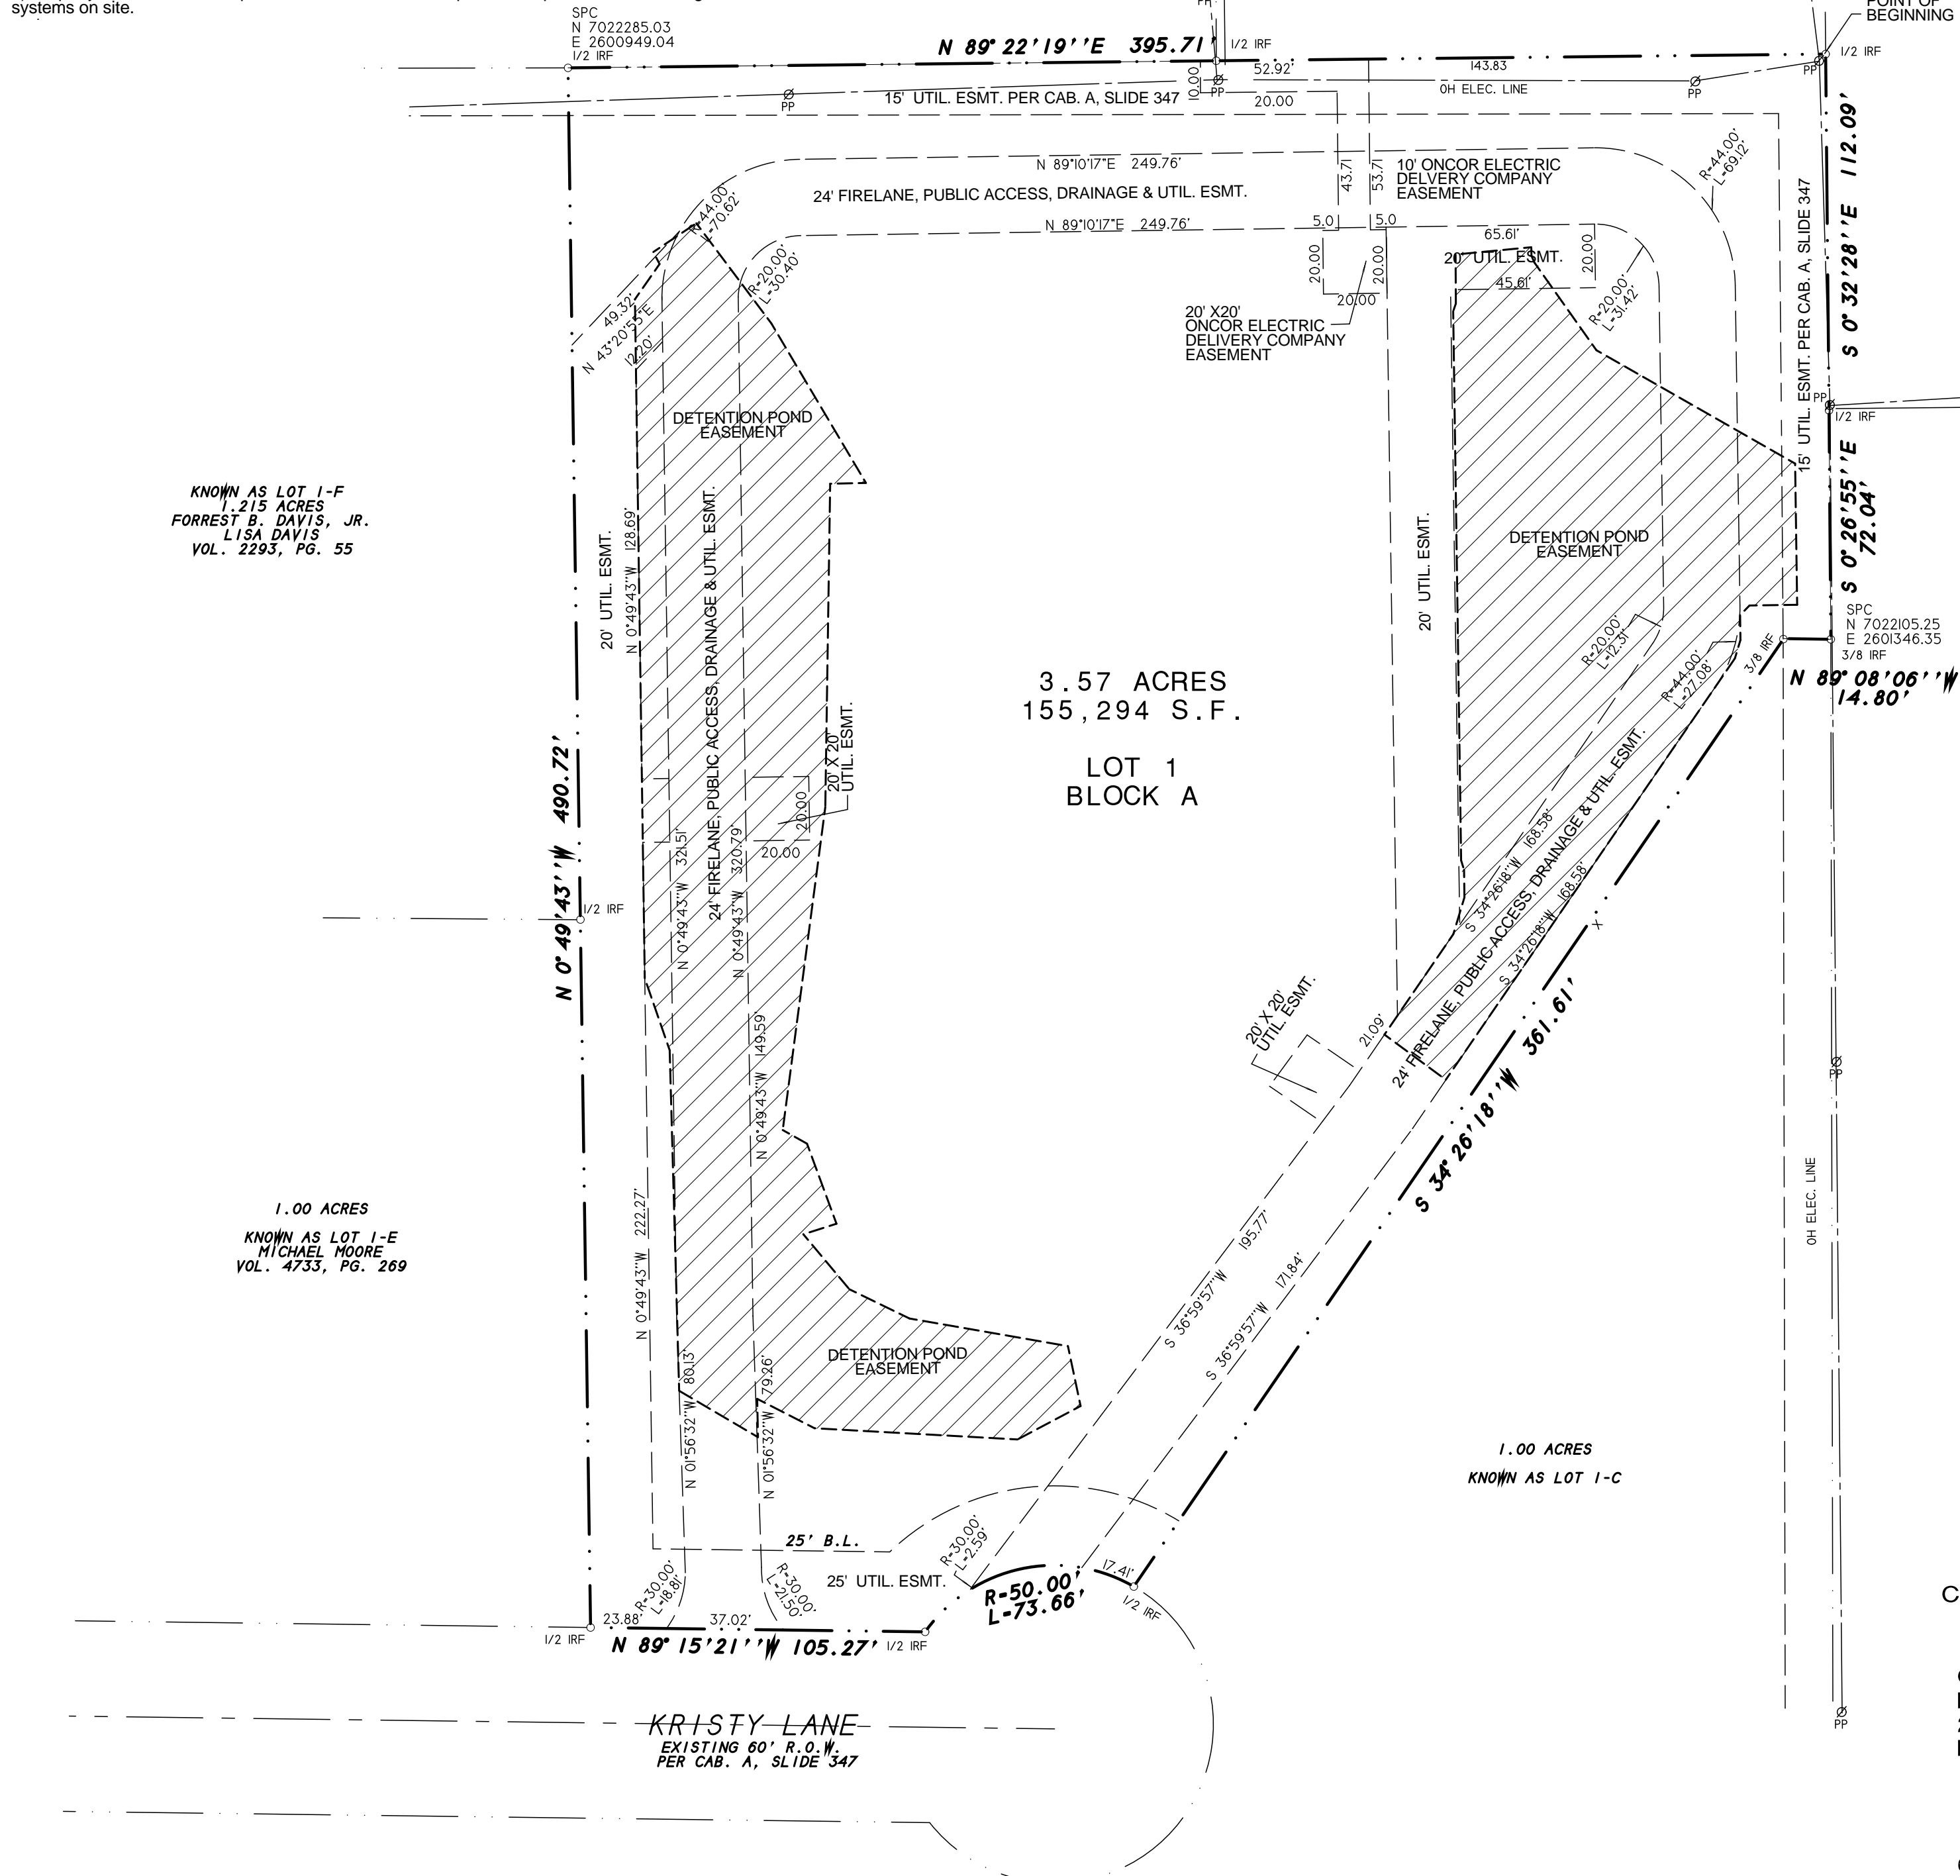 systems on site.
SPC
N 7022285.03
E 2600949.04
1/2 IRF
N 89°22'19''E 395.71'
1/2 IRF
POINT OF
BEGINNING
1/2 IRF
52.92'
143.83
PP
10.00
PP
15' UTIL. ESMT. PER CAB. A, SLIDE 347
20.00
OH ELEC. LINE
PP
PP
S 0°32'28''E 112.09'
15' UTIL. ESMT. PER CAB. A, SLIDE 347
N 89°10'17"E 249.76'
24' FIRELANE, PUBLIC ACCESS, DRAINAGE & UTIL. ESMT.
N 89°10'17"E 249.76'
43.71
53.71
10' ONCOR ELECTRIC
DELVERY COMPANY
EASEMENT
R=44.00'
L=69.12'
R=44.00'
L=70.62'
R=20.00'
L=30.40'
5.0
5.0
20.00
20.00
20.00
65.61'
20' UTIL. ESMT.
45.61'
20.00
R=20.00'
L=31.42'
49.32'
N 43°20'55"E
12.20'
20' X20'
ONCOR ELECTRIC
DELIVERY COMPANY
EASEMENT
PP
1/2 IRF
DETENTION POND
EASEMENT
S 0°26'55''E
72.04'
KNOWN AS LOT 1-F
1.215 ACRES
FORREST B. DAVIS, JR.
LISA DAVIS
VOL. 2293, PG. 55
20' UTIL. ESMT.
N 0°49'43"W 128.69'
24' FIRELANE, PUBLIC ACCESS, DRAINAGE & UTIL. ESMT.
20' UTIL. ESMT.
DETENTION POND
EASEMENT
SPC
N 7022105.25
E 2601346.35
3/8 IRF
3/8 IRF
N 89°08'06''W
14.80'
R=20.00'
L=12.31'
R=44.00'
L=27.08'
3.57 ACRES
155,294 S.F.
LOT 1
BLOCK A
20' X 20'
UTIL. ESMT.
20.00
20.00
N 0°49'43''W 490.72'
N 0°49'43"W 321.51'
N 0°49'43"W 320.79'
1/2 IRF
S 34°26'18"W 168.58'
24' FIRELANE, PUBLIC ACCESS, DRAINAGE & UTIL. ESMT.
S 34°26'18"W 168.58'
X
S 34°26'18''W 361.61'
N 0°49'43"W 149.59'
20' X 20'
UTIL. ESMT.
21.09'
PP
OH ELEC. LINE
1.00 ACRES
KNOWN AS LOT 1-E
MICHAEL MOORE
VOL. 4733, PG. 269
N 0°49'43"W 222.27'
S 36°59'57"W 195.77'
S 36°59'57"W 171.84'
DETENTION POND
EASEMENT
N 01°56'32"W 80.13'
N 01°56'32"W 79.26'
1.00 ACRES
KNOWN AS LOT 1-C
25' B.L.
25' UTIL. ESMT.
R=30.00'
L=2.59'
R=30.00'
L=18.81'
R=30.00'
L=21.50'
R=50.00'
L=73.66'
17.41'
1/2 IRF
23.88'
37.02'
1/2 IRF
N 89°15'21''W 105.27'
1/2 IRF
KRISTY LANE
EXISTING 60' R.O.W.
PER CAB. A, SLIDE 347
PP